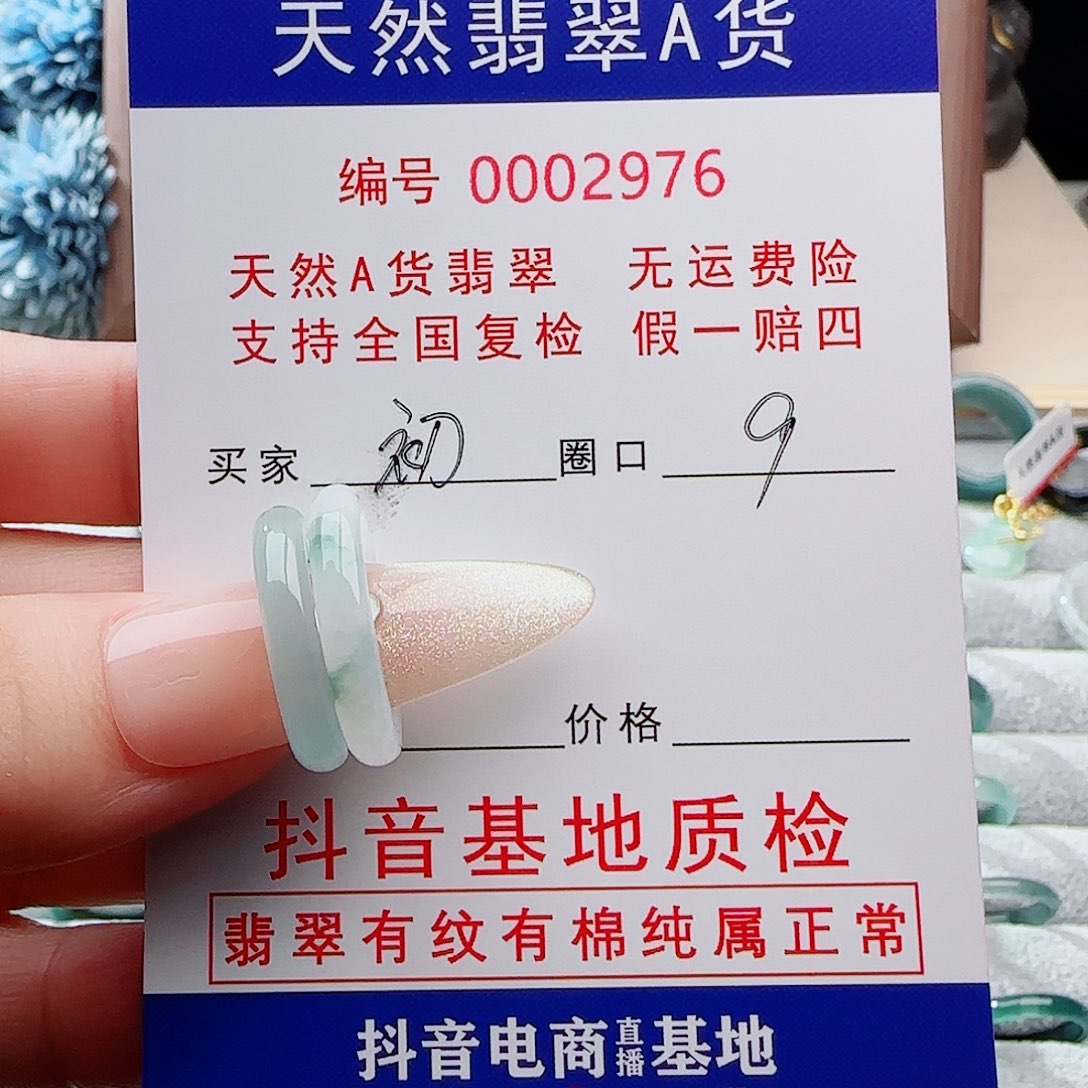 天然翡翠A货
编号 0002976
天然A货翡翠 无运费险
支持全国复检 假一赔四
买家 初 圈口 9
价格
抖音基地质检
翡翠有纹有棉纯属正常
抖音电商直播基地